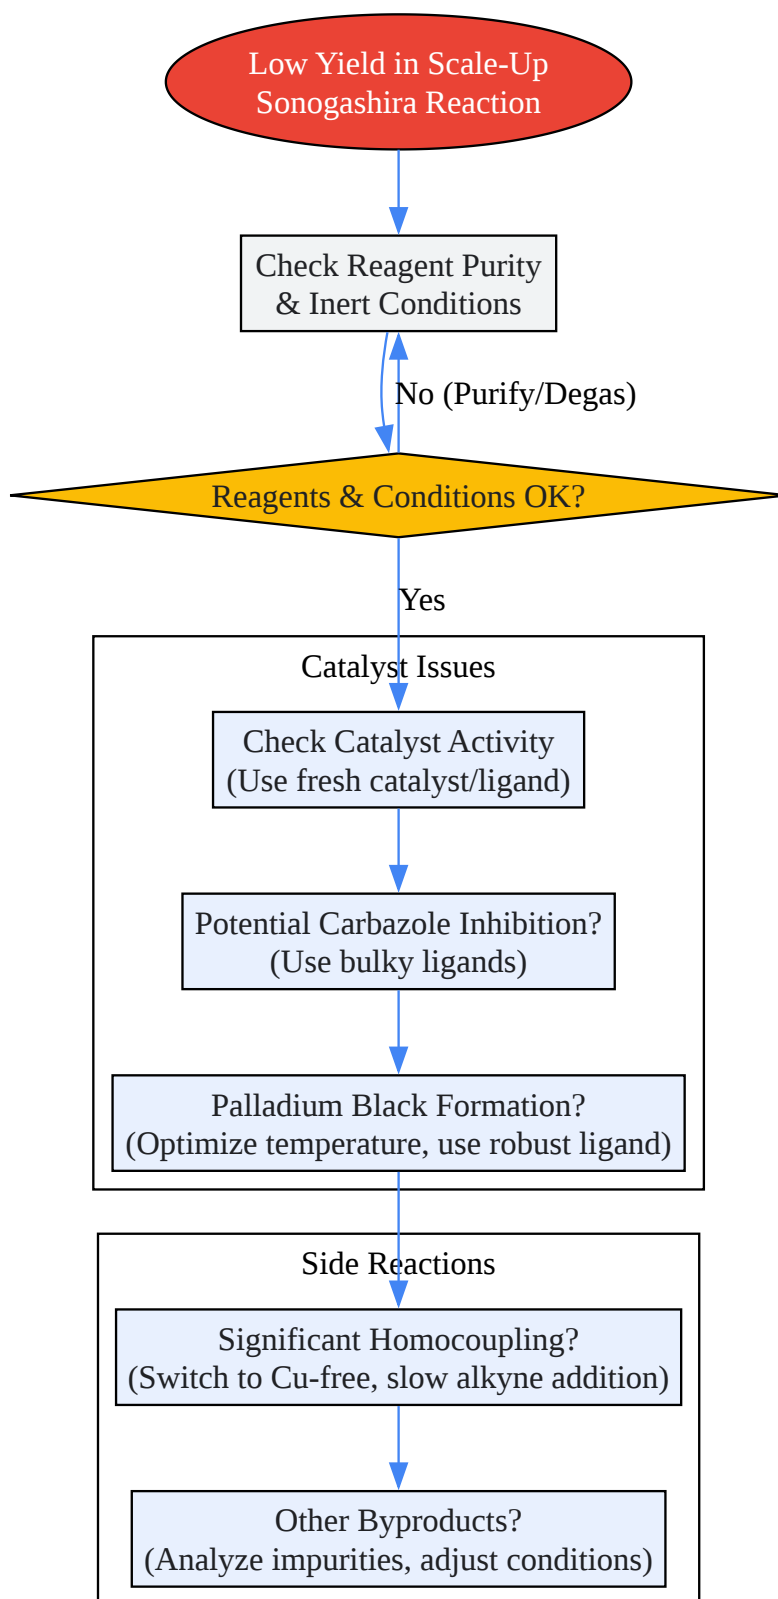 Low Yield in Scale-Up
Sonogashira Reaction
Check Reagent Purity
& Inert Conditions
No (Purify/Degas)
Reagents & Conditions OK?
Yes
Catalyst Issues
Check Catalyst Activity
(Use fresh catalyst/ligand)
Potential Carbazole Inhibition?
(Use bulky ligands)
Palladium Black Formation?
(Optimize temperature, use robust ligand)
Side Reactions
Significant Homocoupling?
(Switch to Cu-free, slow alkyne addition)
Other Byproducts?
(Analyze impurities, adjust conditions)